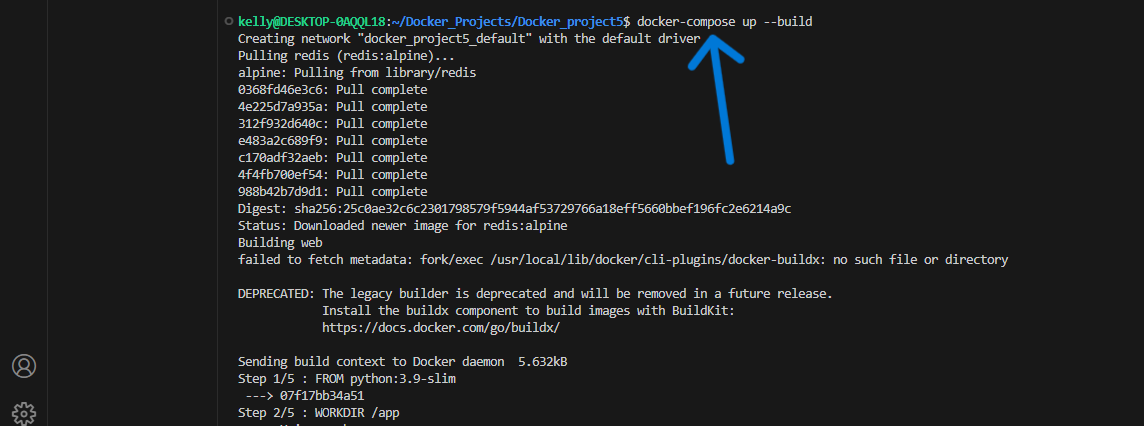 kelly@DESKTOP-0AQQL18:~/Docker_Projects/Docker_project5$ docker-compose up --build
Creating network "docker_project5_default" with the default driver
Pulling redis (redis:alpine)...
alpine: Pulling from library/redis
0368fd46e3c6: Pull complete
4e225d7a935a: Pull complete
312f932d640c: Pull complete
e483a2c689f9: Pull complete
c170adf32aeb: Pull complete
4f4fb700ef54: Pull complete
988b42b7d9d1: Pull complete
Digest: sha256:25c0ae32c6c2301798579f5944af53729766a18eff5660bbef196fc2e6214a9c
Status: Downloaded newer image for redis:alpine
Building web
failed to fetch metadata: fork/exec /usr/local/lib/docker/cli-plugins/docker-buildx: no such file or directory
DEPRECATED: The legacy builder is deprecated and will be removed in a future release.
Install the buildx component to build images with BuildKit:
https://docs.docker.com/go/buildx/
Sending build context to Docker daemon  5.632kB
Step 1/5 : FROM python:3.9-slim
---> 07f17bb34a51
Step 2/5 : WORKDIR /app